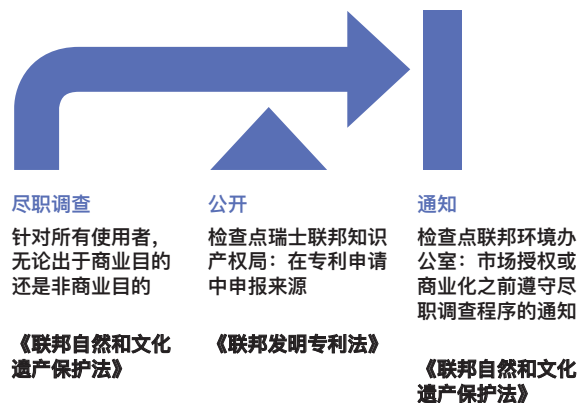 尽职调查
针对所有使用者，
无论出于商业目的
还是非商业目的
《联邦自然和文化
遗产保护法》
公开
检查点瑞士联邦知识
产权局：在专利申请
中申报来源
《联邦发明专利法》
通知
检查点联邦环境办
公室：市场授权或
商业化之前遵守尽
职调查程序的通知
《联邦自然和文化
遗产保护法》